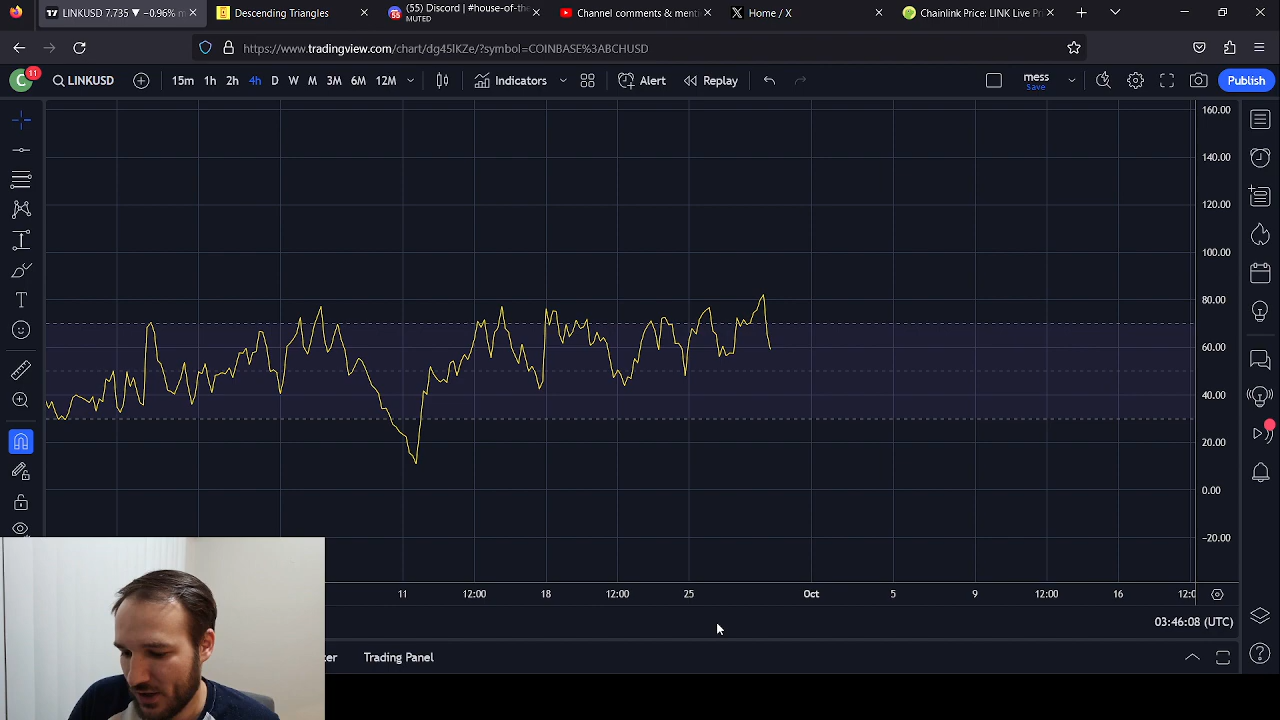 LINKUSD 7.735 ▼ −0.96% m
Descending Triangles
(55) Discord | #house-of-the
MUTED
Channel comments & menti
Home / X
Chainlink Price: LINK Live Pri
https://www.tradingview.com/chart/dg45lKZe/?symbol=COINBASE%3ABCHUSD
C 11
LINKUSD
15m 1h 2h 4h D W M 3M 6M 12M
Indicators
Alert
Replay
mess
Save
Publish
160.00
140.00
120.00
100.00
80.00
60.00
40.00
20.00
0.00
−20.00
11 12:00 18 12:00 25 Oct 5 9 12:00 16 12:0
03:46:08 (UTC)
ter
Trading Panel